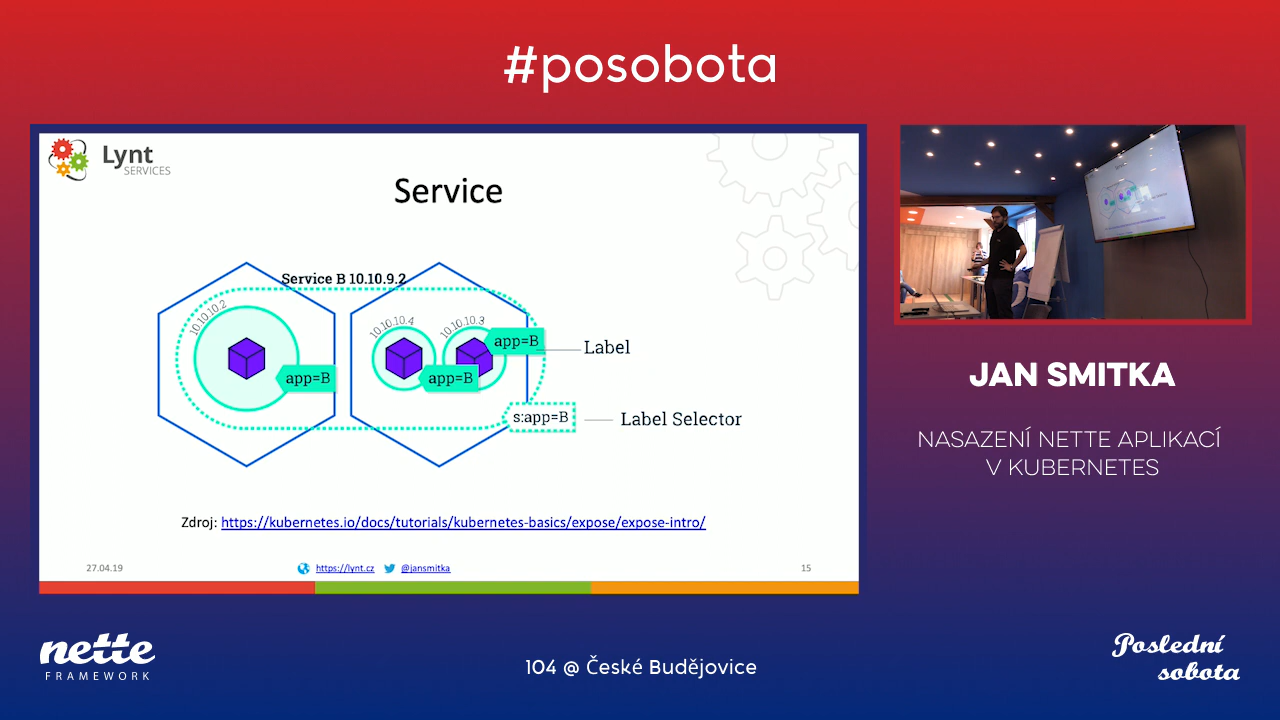 #posobota
Lynt
SERVICES
Service
Service B 10.10.9.2
10.10.10.2
10.10.10.4
10.10.10.3
app=B
app=B
app=B
Label
s:app=B
Label Selector
Zdroj: https://kubernetes.io/docs/tutorials/kubernetes-basics/expose/expose-intro/
27.04.19
https://lynt.cz
@jansmitka
15
JAN SMITKA
NASAZENÍ NETTE APLIKACÍ
V KUBERNETES
nette
FRAMEWORK
104 @ České Budějovice
Poslední
sobota